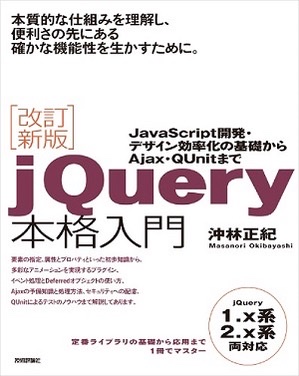 本質的な仕組みを理解し、
便利さの先にある
確かな機能性を生かすために。
[改訂新版]
JavaScript開発・
デザイン効率化の基礎から
Ajax・QUnitまで
jQuery
本格入門
沖林正紀
Masanori Okibayashi
要素の指定、属性とプロパティといった初歩知識から、
多彩なアニメーションを実現するプラグイン、
イベント処理とDeferredオブジェクトの使い方、
Ajaxの予備知識と処理方法、セキュリティへの配慮、
QUnitによるテストのノウハウまで解説してあります。
jQuery
1.x系
2.x系
両対応
定番ライブラリの基礎から応用まで
1冊でマスター
技術評論社